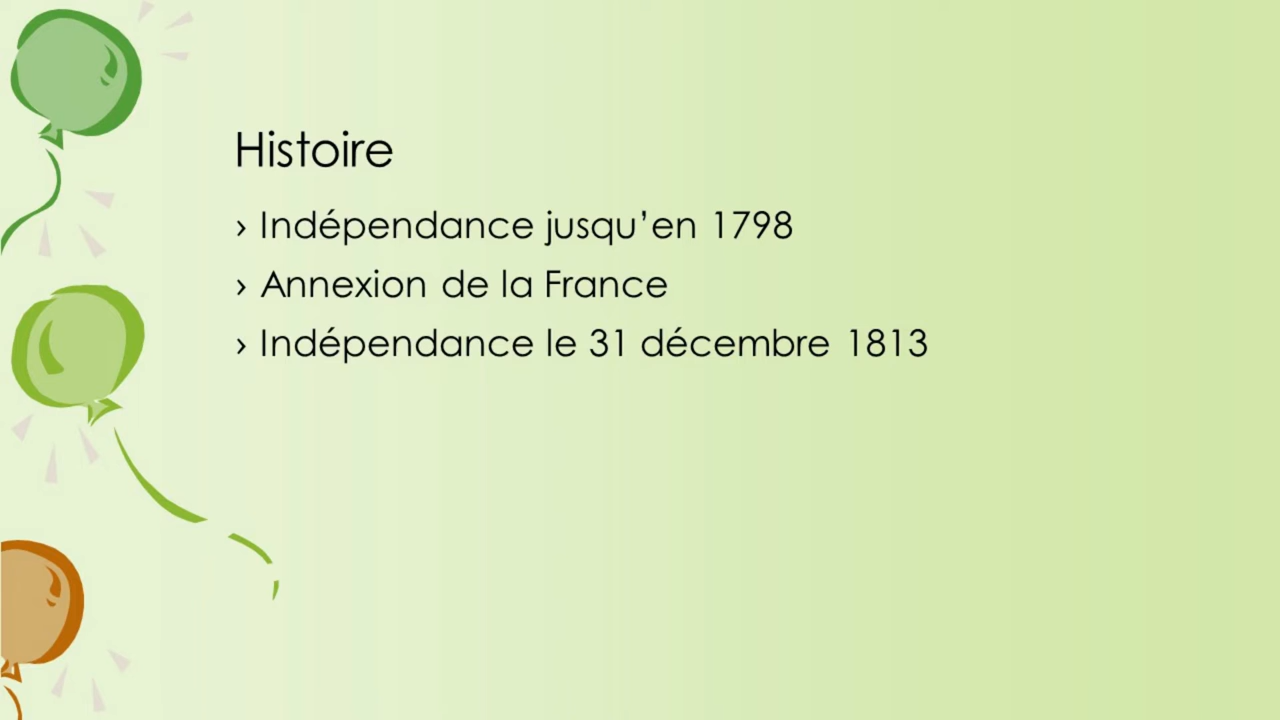 Histoire
› Indépendance jusqu’en 1798
› Annexion de la France
› Indépendance le 31 décembre 1813